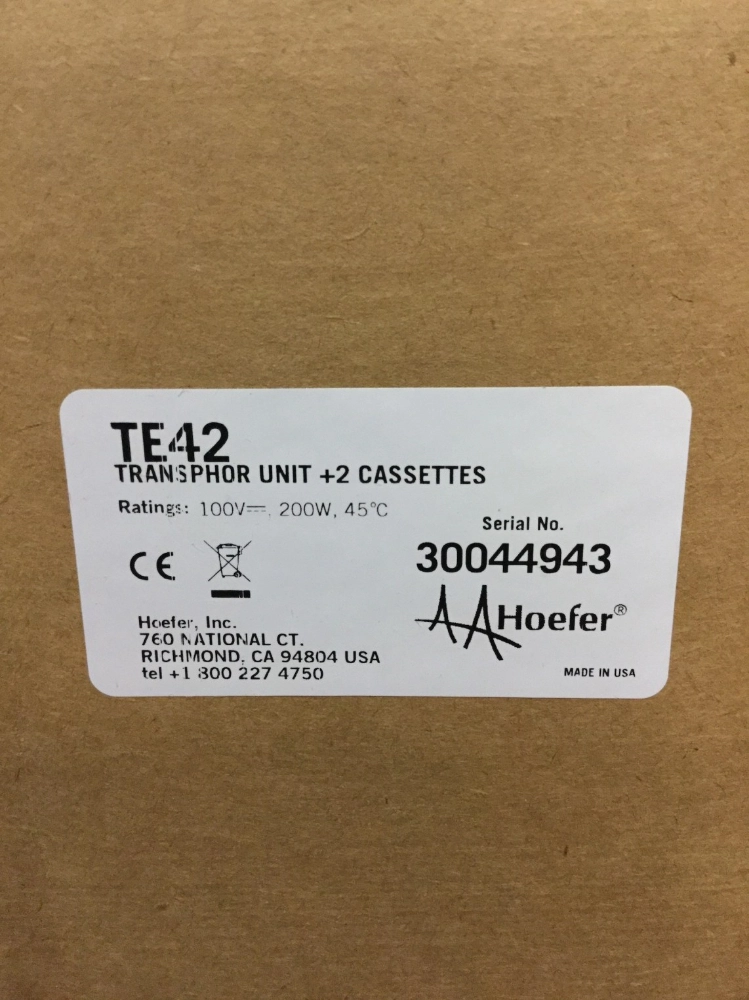 TE42
TRANSPHOR UNIT +2 CASSETTES
Ratings: 100V⎓, 200W, 45°C
Serial No.
30044943
CE
Hoefer®
Hoefer, Inc.
760 NATIONAL CT.
RICHMOND, CA 94804 USA
tel +1 800 227 4750
MADE IN USA